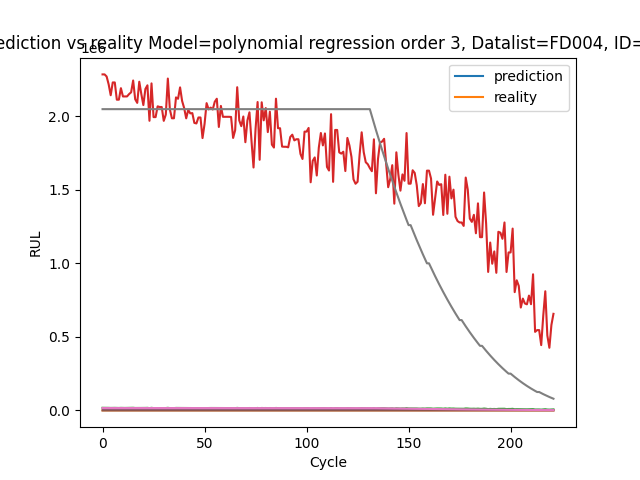 ediction vs reality Model=polynomial regression order 3, Datalist=FD004, ID=
1e6
prediction
reality
2.0
1.5
1.0
0.5
0.0
RUL
0 50 100 150 200
Cycle